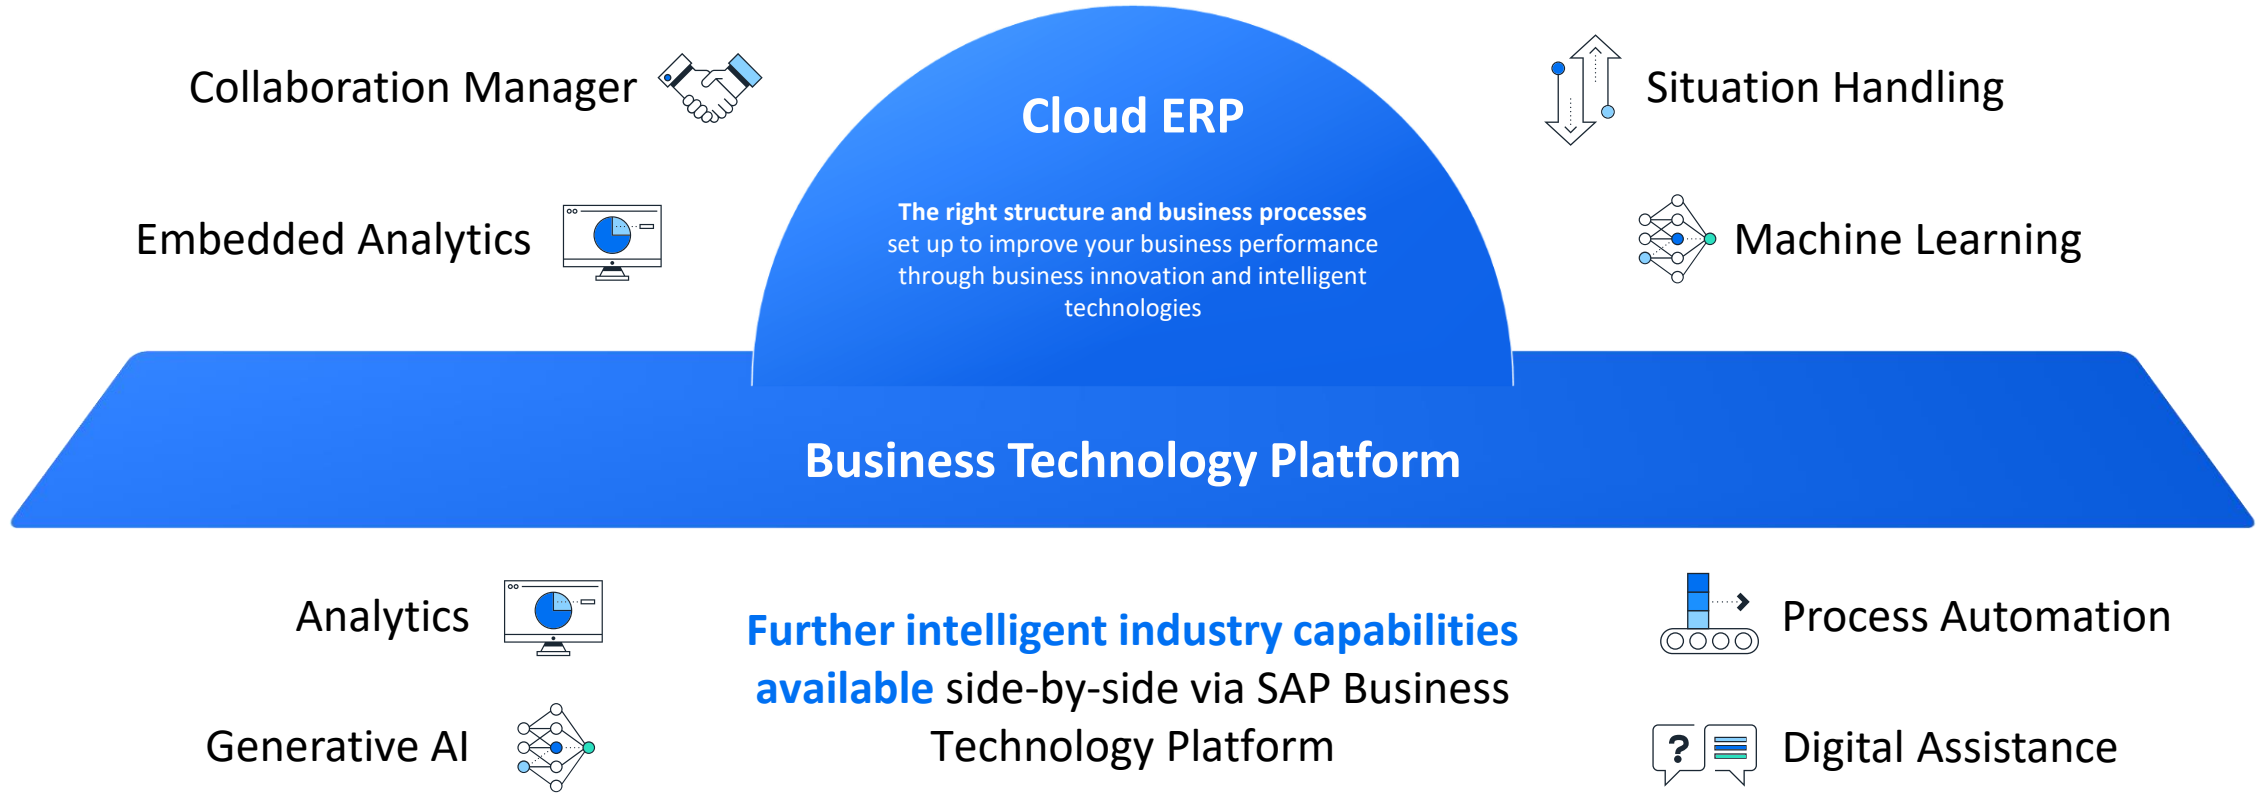 Collaboration Manager
Embedded Analytics
Cloud ERP
The right structure and business processes
set up to improve your business performance
through business innovation and intelligent
technologies
Situation Handling
Machine Learning
Business Technology Platform
Analytics
Generative AI
Further intelligent industry capabilities
available side-by-side via SAP Business
Technology Platform
Process Automation
?
Digital Assistance